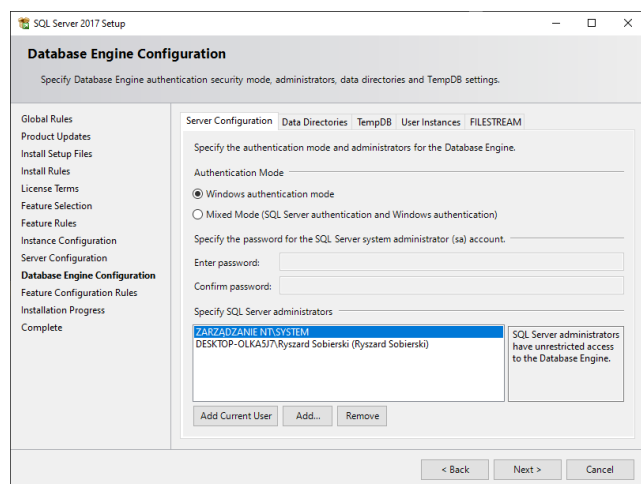 SQL Server 2017 Setup
Database Engine Configuration
Specify Database Engine authentication security mode, administrators, data directories and TempDB settings.
Global Rules
Product Updates
Install Setup Files
Install Rules
License Terms
Feature Selection
Feature Rules
Instance Configuration
Server Configuration
Database Engine Configuration
Feature Configuration Rules
Installation Progress
Complete
Server Configuration Data Directories TempDB User Instances FILESTREAM
Specify the authentication mode and administrators for the Database Engine.
Authentication Mode
Windows authentication mode
Mixed Mode (SQL Server authentication and Windows authentication)
Specify the password for the SQL Server system administrator (sa) account.
Enter password:
Confirm password:
Specify SQL Server administrators
ZARZĄDZANIE NT\SYSTEM
DESKTOP-OLKA5J7\Ryszard Sobierski (Ryszard Sobierski)
SQL Server administrators
have unrestricted access
to the Database Engine.
Add Current User Add... Remove
< Back Next > Cancel